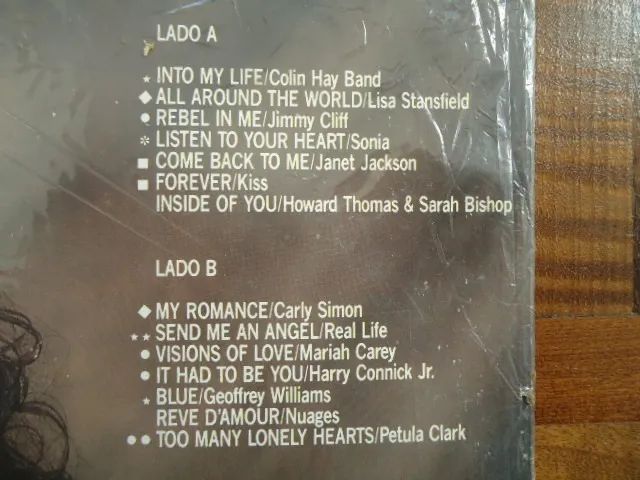 LADO A
★ INTO MY LIFE/Colin Hay Band
◆ ALL AROUND THE WORLD/Lisa Stansfield
● REBEL IN ME/Jimmy Cliff
✲ LISTEN TO YOUR HEART/Sonia
■ COME BACK TO ME/Janet Jackson
■ FOREVER/Kiss
INSIDE OF YOU/Howard Thomas & Sarah Bishop
LADO B
◆ MY ROMANCE/Carly Simon
★★ SEND ME AN ANGEL/Real Life
● VISIONS OF LOVE/Mariah Carey
● IT HAD TO BE YOU/Harry Connick Jr.
★ BLUE/Geoffrey Williams
REVE D'AMOUR/Nuages
●● TOO MANY LONELY HEARTS/Petula Clark